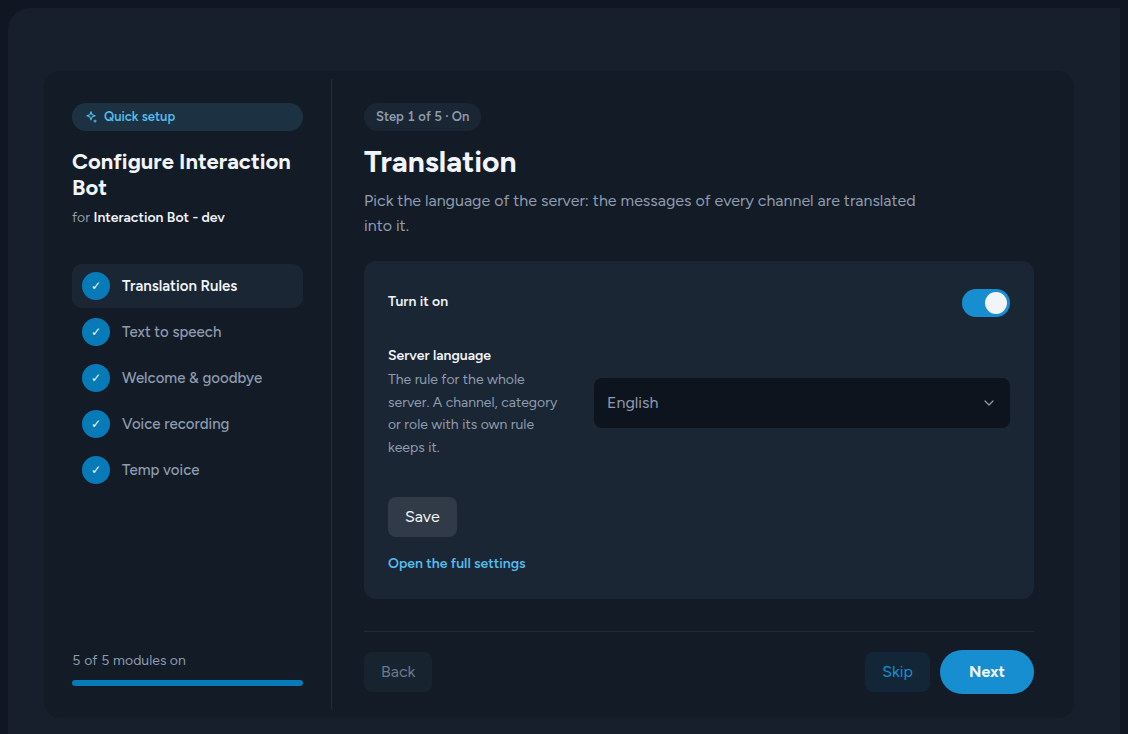 Quick setup
Configure Interaction
Bot
for Interaction Bot - dev
Translation Rules
Text to speech
Welcome & goodbye
Voice recording
Temp voice
5 of 5 modules on
Step 1 of 5 · On
Translation
Pick the language of the server: the messages of every channel are translated
into it.
Turn it on
Server language
The rule for the whole
server. A channel, category
or role with its own rule
keeps it.
English
Save
Open the full settings
Back
Skip
Next